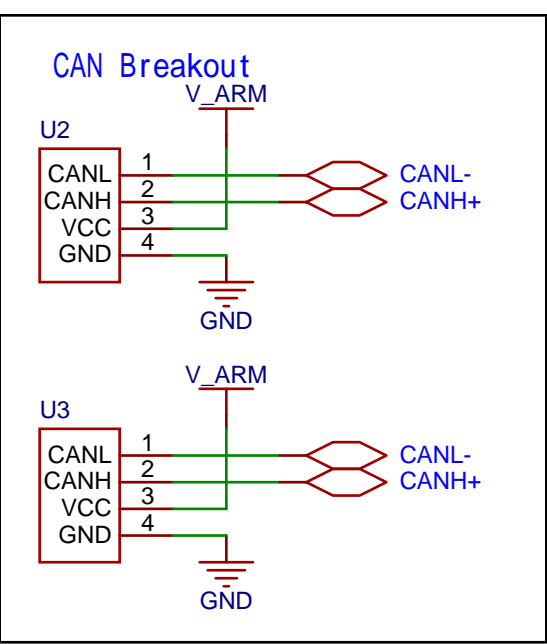 CAN Breakout
V_ARM
U2
CANL 1 CANL-
CANH 2 CANH+
VCC 3
GND 4
GND
V_ARM
U3
CANL 1 CANL-
CANH 2 CANH+
VCC 3
GND 4
GND